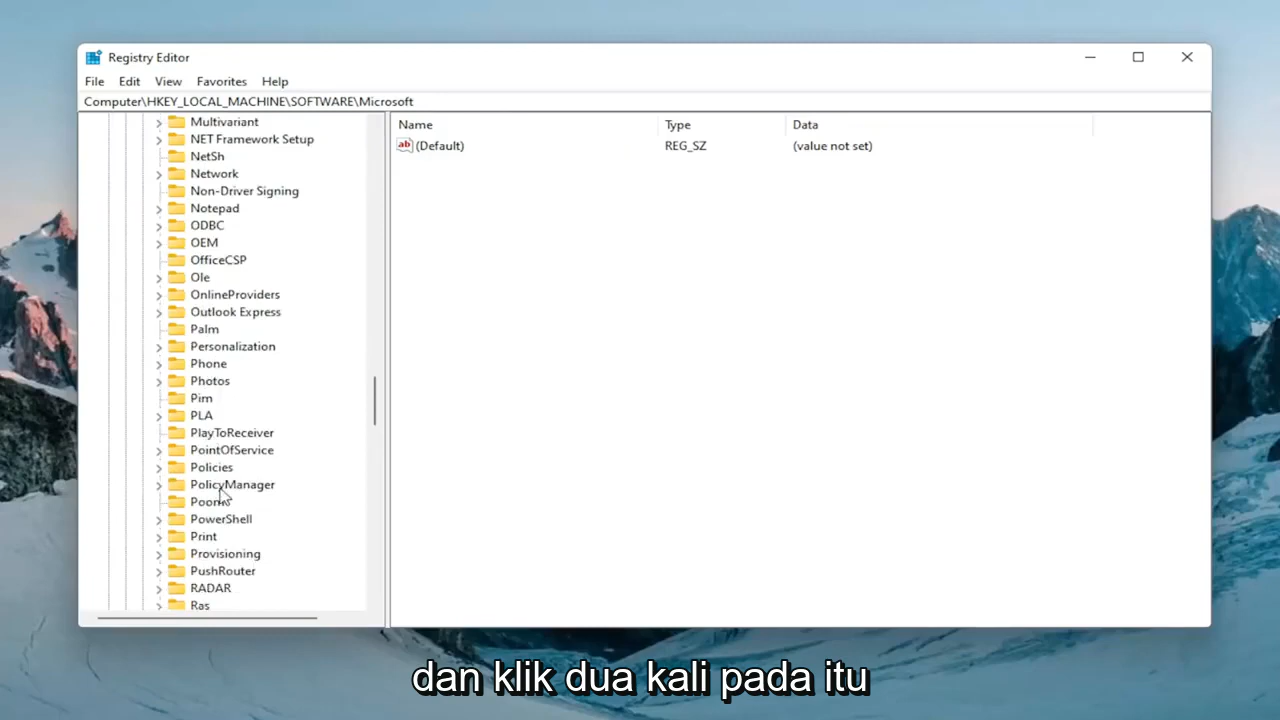 Registry Editor
File Edit View Favorites Help
Computer\HKEY_LOCAL_MACHINE\SOFTWARE\Microsoft
Multivariant
NET Framework Setup
NetSh
Network
Non-Driver Signing
Notepad
ODBC
OEM
OfficeCSP
Ole
OnlineProviders
Outlook Express
Palm
Personalization
Phone
Photos
Pim
PLA
PlayToReceiver
PointOfService
Policies
PolicyManager
PowerShell
Print
Provisioning
PushRouter
RADAR
Ras
Name Type Data
ab (Default) REG_SZ (value not set)
dan klik dua kali pada itu